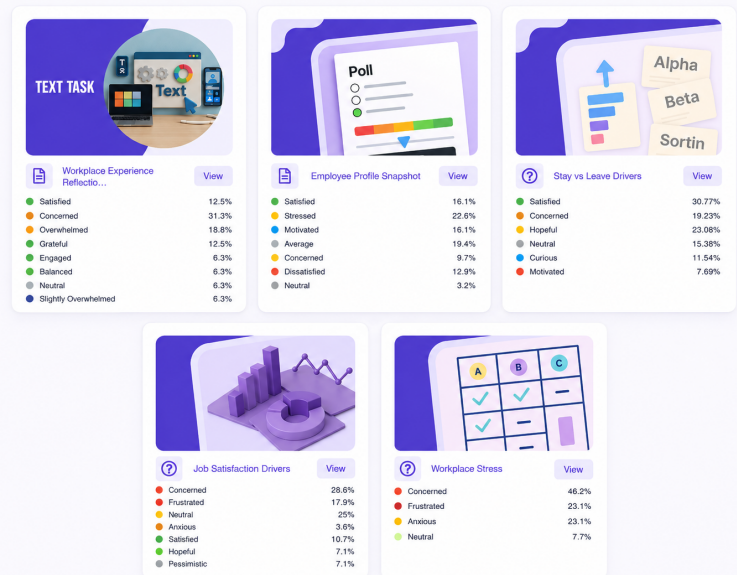 TEXT TASK
Text
Workplace Experience
Reflectio...
View
Satisfied 12.5%
Concerned 31.3%
Overwhelmed 18.8%
Grateful 12.5%
Engaged 6.3%
Balanced 6.3%
Neutral 6.3%
Slightly Overwhelmed 6.3%
Poll
Employee Profile Snapshot
View
Satisfied 16.1%
Stressed 22.6%
Motivated 16.1%
Average 19.4%
Concerned 9.7%
Dissatisfied 12.9%
Neutral 3.2%
Alpha
Beta
Sortin
Stay vs Leave Drivers
View
Satisfied 30.77%
Concerned 19.23%
Hopeful 23.08%
Neutral 15.38%
Curious 11.54%
Motivated 7.69%
Job Satisfaction Drivers
View
Concerned 28.6%
Frustrated 17.9%
Neutral 25%
Anxious 3.6%
Satisfied 10.7%
Hopeful 7.1%
Pessimistic 7.1%
A B C
Workplace Stress
View
Concerned 46.2%
Frustrated 23.1%
Anxious 23.1%
Neutral 7.7%